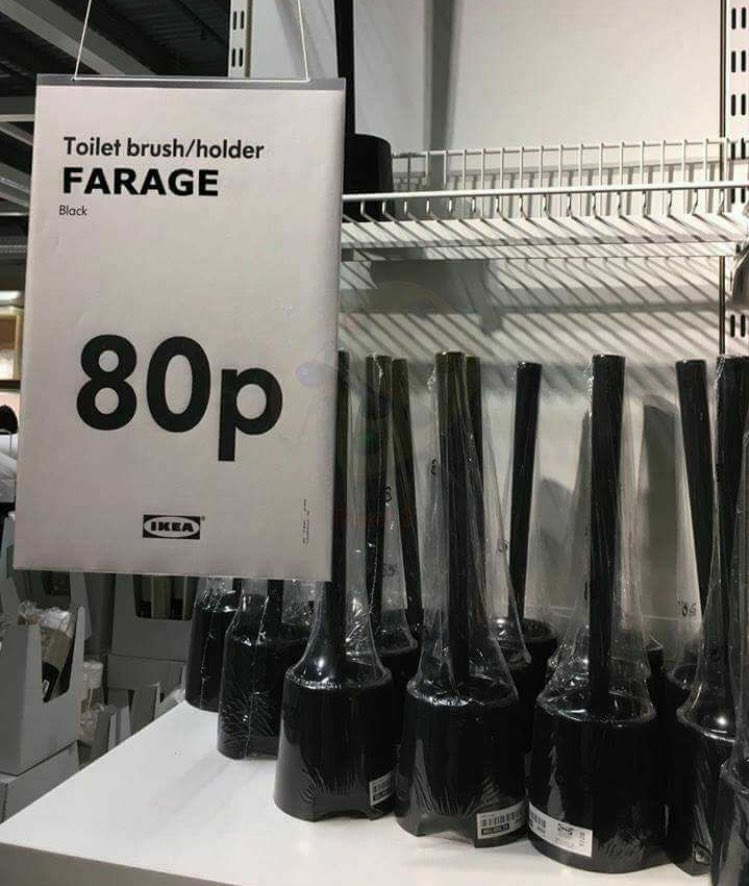 Toilet brush/holder
FARAGE
Black
80p
IKEA